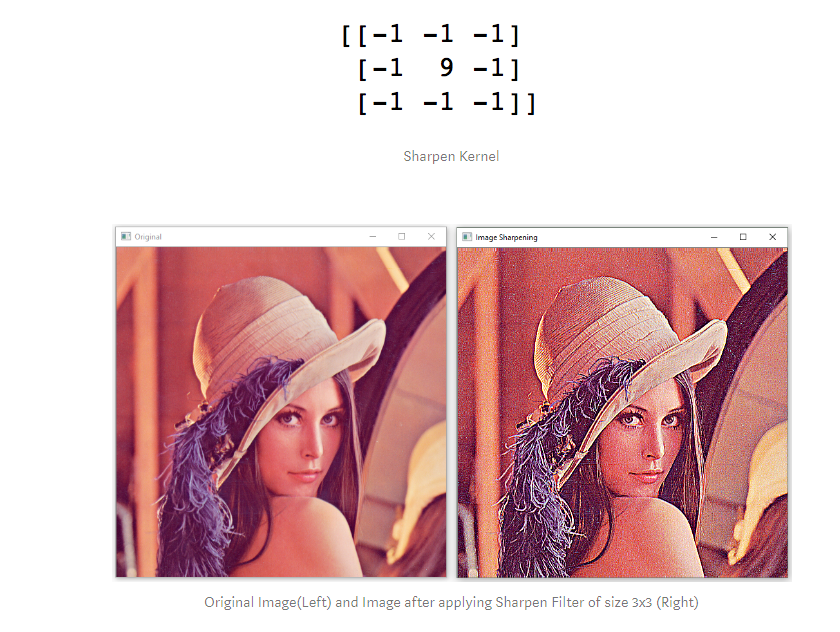 [[-1 -1 -1]
[-1 9 -1]
[-1 -1 -1]]
Sharpen Kernel
Original
Image Sharpening
Original Image(Left) and Image after applying Sharpen Filter of size 3x3 (Right)